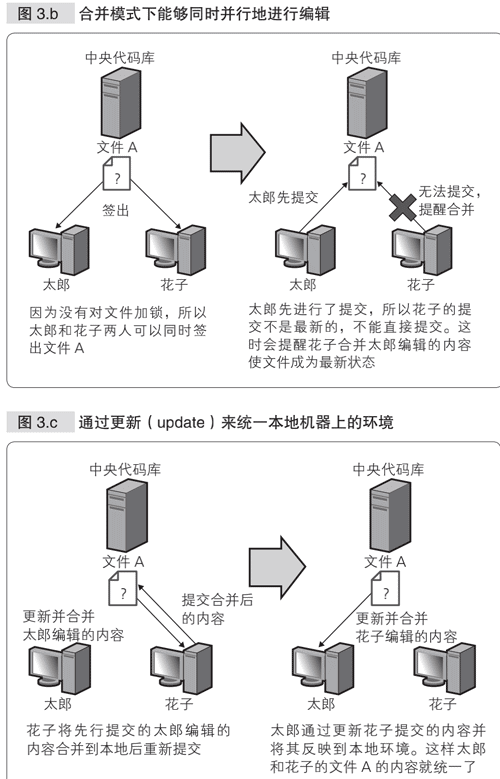 图 3.b 合并模式下能够同时并行地进行编辑
中央代码库
文件 A
?
签出
太郎
花子
因为没有对文件加锁，所以
太郎和花子两人可以同时签
出文件 A
中央代码库
文件 A
?
太郎先提交
无法提交，
提醒合并
太郎
花子
太郎先进行了提交，所以花子的提
交不是最新的，不能直接提交。这
时会提醒花子合并太郎编辑的内容
使文件成为最新状态
图 3.c 通过更新（update）来统一本地机器上的环境
中央代码库
文件 A
?
更新并合并
太郎编辑的内容
提交合并后
的内容
太郎
花子
花子将先行提交的太郎编辑的
内容合并到本地后重新提交
中央代码库
文件 A
?
更新并合并
花子编辑的内容
太郎
花子
太郎通过更新花子提交的内容并
将其反映到本地环境。这样太郎
和花子的文件 A 的内容就统一了